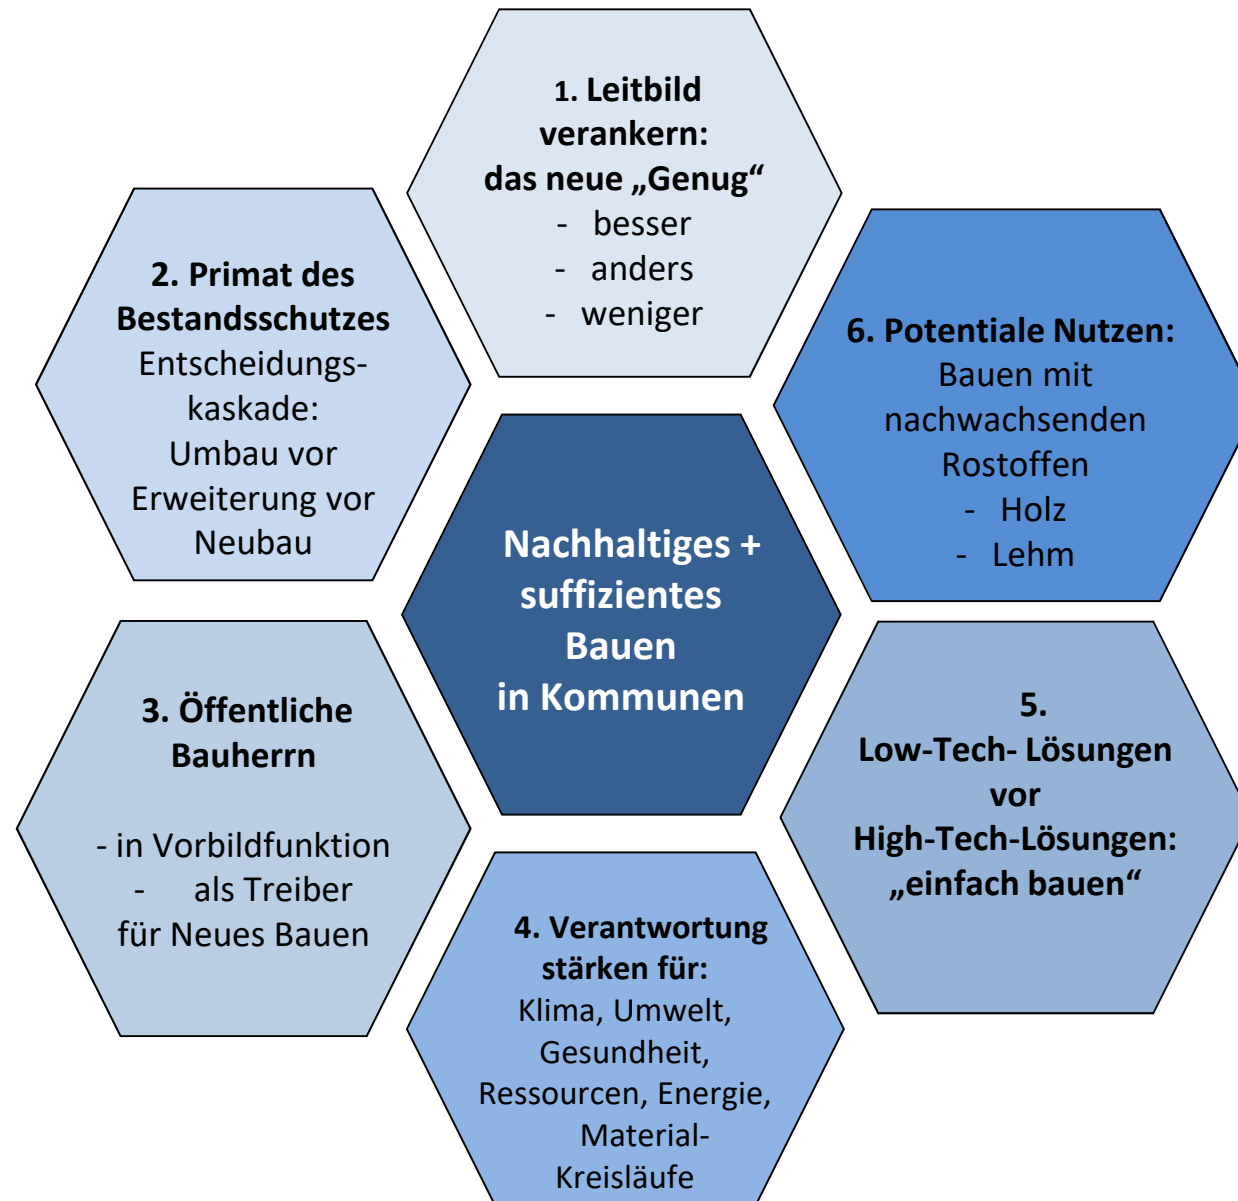 1. Leitbild
verankern:
das neue „Genug“
- besser
- anders
- weniger
2. Primat des
Bestandsschutzes
Entscheidungs-
kaskade:
Umbau vor
Erweiterung vor
Neubau
3. Öffentliche
Bauherrn
- in Vorbildfunktion
- als Treiber
für Neues Bauen
4. Verantwortung
stärken für:
Klima, Umwelt,
Gesundheit,
Ressourcen, Energie,
Material-
Kreisläufe
5.
Low-Tech- Lösungen
vor
High-Tech-Lösungen:
„einfach bauen“
6. Potentiale Nutzen:
Bauen mit
nachwachsenden
Rostoffen
- Holz
- Lehm
Nachhaltiges +
suffizientes
Bauen
in Kommunen